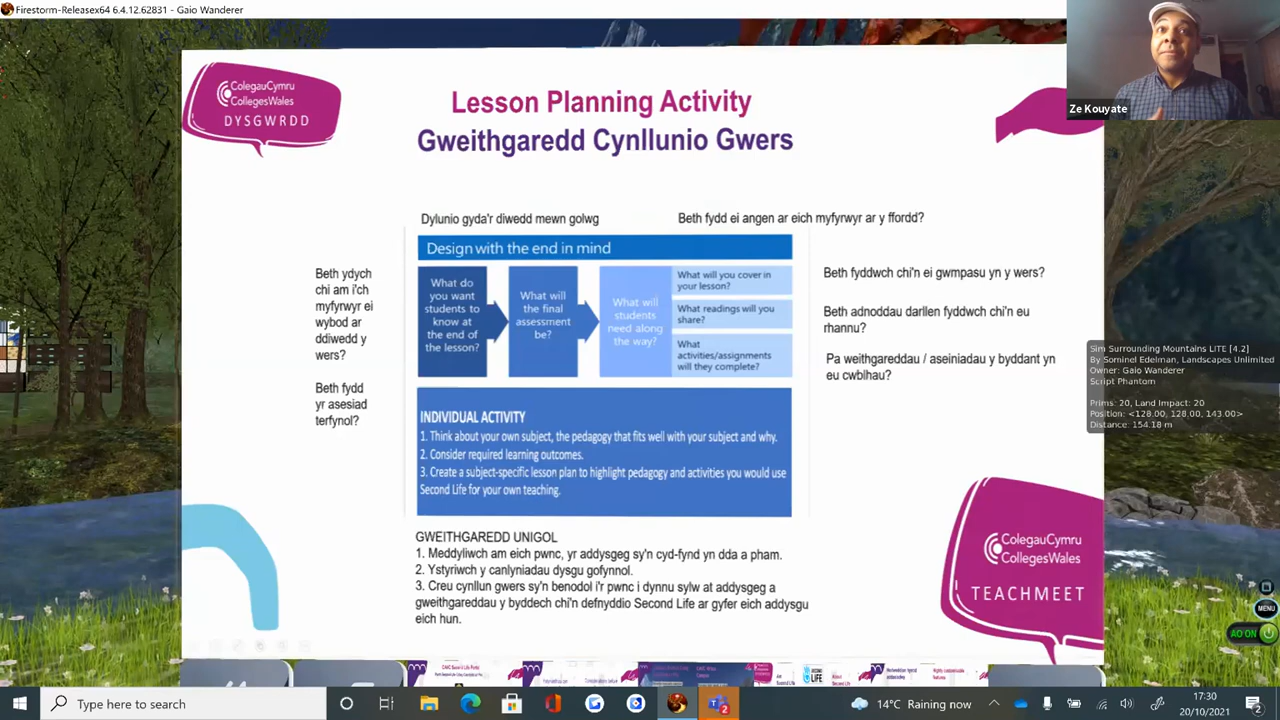 Firestorm-Releasex64 6.4.12.62831 - Gaio Wanderer
ColegauCymru
CollegesWales
DYSGWRDD
Lesson Planning Activity
Gweithgaredd Cynllunio Gwers
Ze Kouyate
Dylunio gyda'r diwedd mewn golwg
Beth fydd ei angen ar eich myfyrwyr ar y ffordd?
Design with the end in mind
Beth ydych
chi am i'ch
myfyrwyr ei
wybod ar
ddiwedd y
wers?
Beth fydd
yr asesiad
terfynol?
What do
you want
students to
know at
the end of
the lesson?
What will
the final
assessment
be?
What will
students
need along
the way?
What will you cover in
your lesson?
What readings will you
share?
What
activities/assignments
will they complete?
Beth fyddwch chi'n ei gwmpasu yn y wers?
Beth adnoddau darllen fyddwch chi'n eu
rhannu?
Pa weithgareddau / aseiniadau y byddant yn
eu cwblhau?
Sim Surrounding Mountains LITE [4.2]
By Sommel Edelman, Landscapes Unlimited
Owner: Gaio Wanderer
Script Phantom
Prims: 20, Land Impact: 20
Position: <128.00, 128.00, 143.00>
Distance: 154.18 m
INDIVIDUAL ACTIVITY
1. Think about your own subject, the pedagogy that fits well with your subject and why.
2. Consider required learning outcomes.
3. Create a subject-specific lesson plan to highlight pedagogy and activities you would use
Second Life for your own teaching.
GWEITHGAREDD UNIGOL
1. Meddyliwch am eich pwnc, yr addysgeg sy'n cyd-fynd yn dda a pham.
2. Ystyriwch y canlyniadau dysgu gofynnol.
3. Creu cynllun gwers sy'n benodol i'r pwnc i dynnu sylw at addysgeg a
gweithgareddau y byddech chi'n defnyddio Second Life ar gyfer eich addysgu
eich hun.
ColegauCymru
CollegesWales
TEACHMEET
MENU
AO ON
Type here to search
2
14°C Raining now
17:30
20/10/2021
2